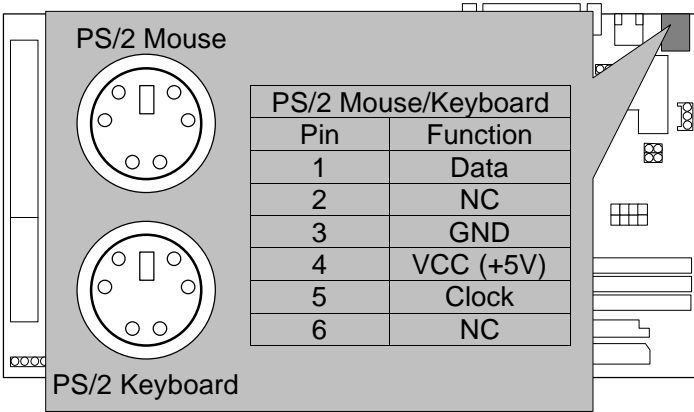 PS/2 Mouse
PS/2 Mouse/Keyboard
Pin Function
1 Data
2 NC
3 GND
4 VCC (+5V)
5 Clock
6 NC
PS/2 Keyboard